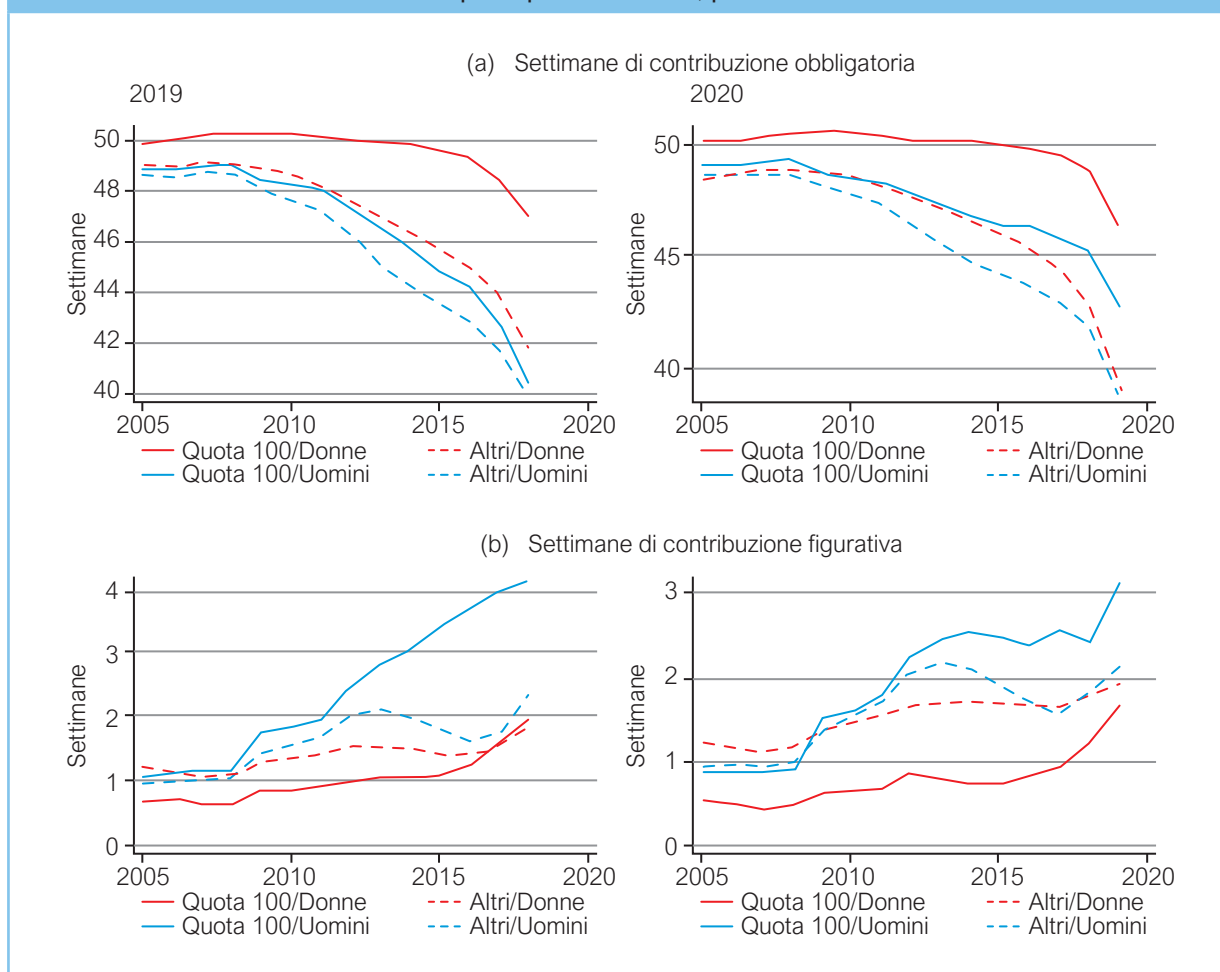 (a) Settimane di contribuzione obbligatoria
2019
2020
Settimane
50
48
46
44
42
40
2005 2010 2015 2020
Quota 100/Donne Altri/Donne
Quota 100/Uomini Altri/Uomini
Settimane
50
45
40
2005 2010 2015 2020
Quota 100/Donne Altri/Donne
Quota 100/Uomini Altri/Uomini
(b) Settimane di contribuzione figurativa
Settimane
4
3
2
1
0
2005 2010 2015 2020
Quota 100/Donne Altri/Donne
Quota 100/Uomini Altri/Uomini
Settimane
3
2
1
0
2005 2010 2015 2020
Quota 100/Donne Altri/Donne
Quota 100/Uomini Altri/Uomini